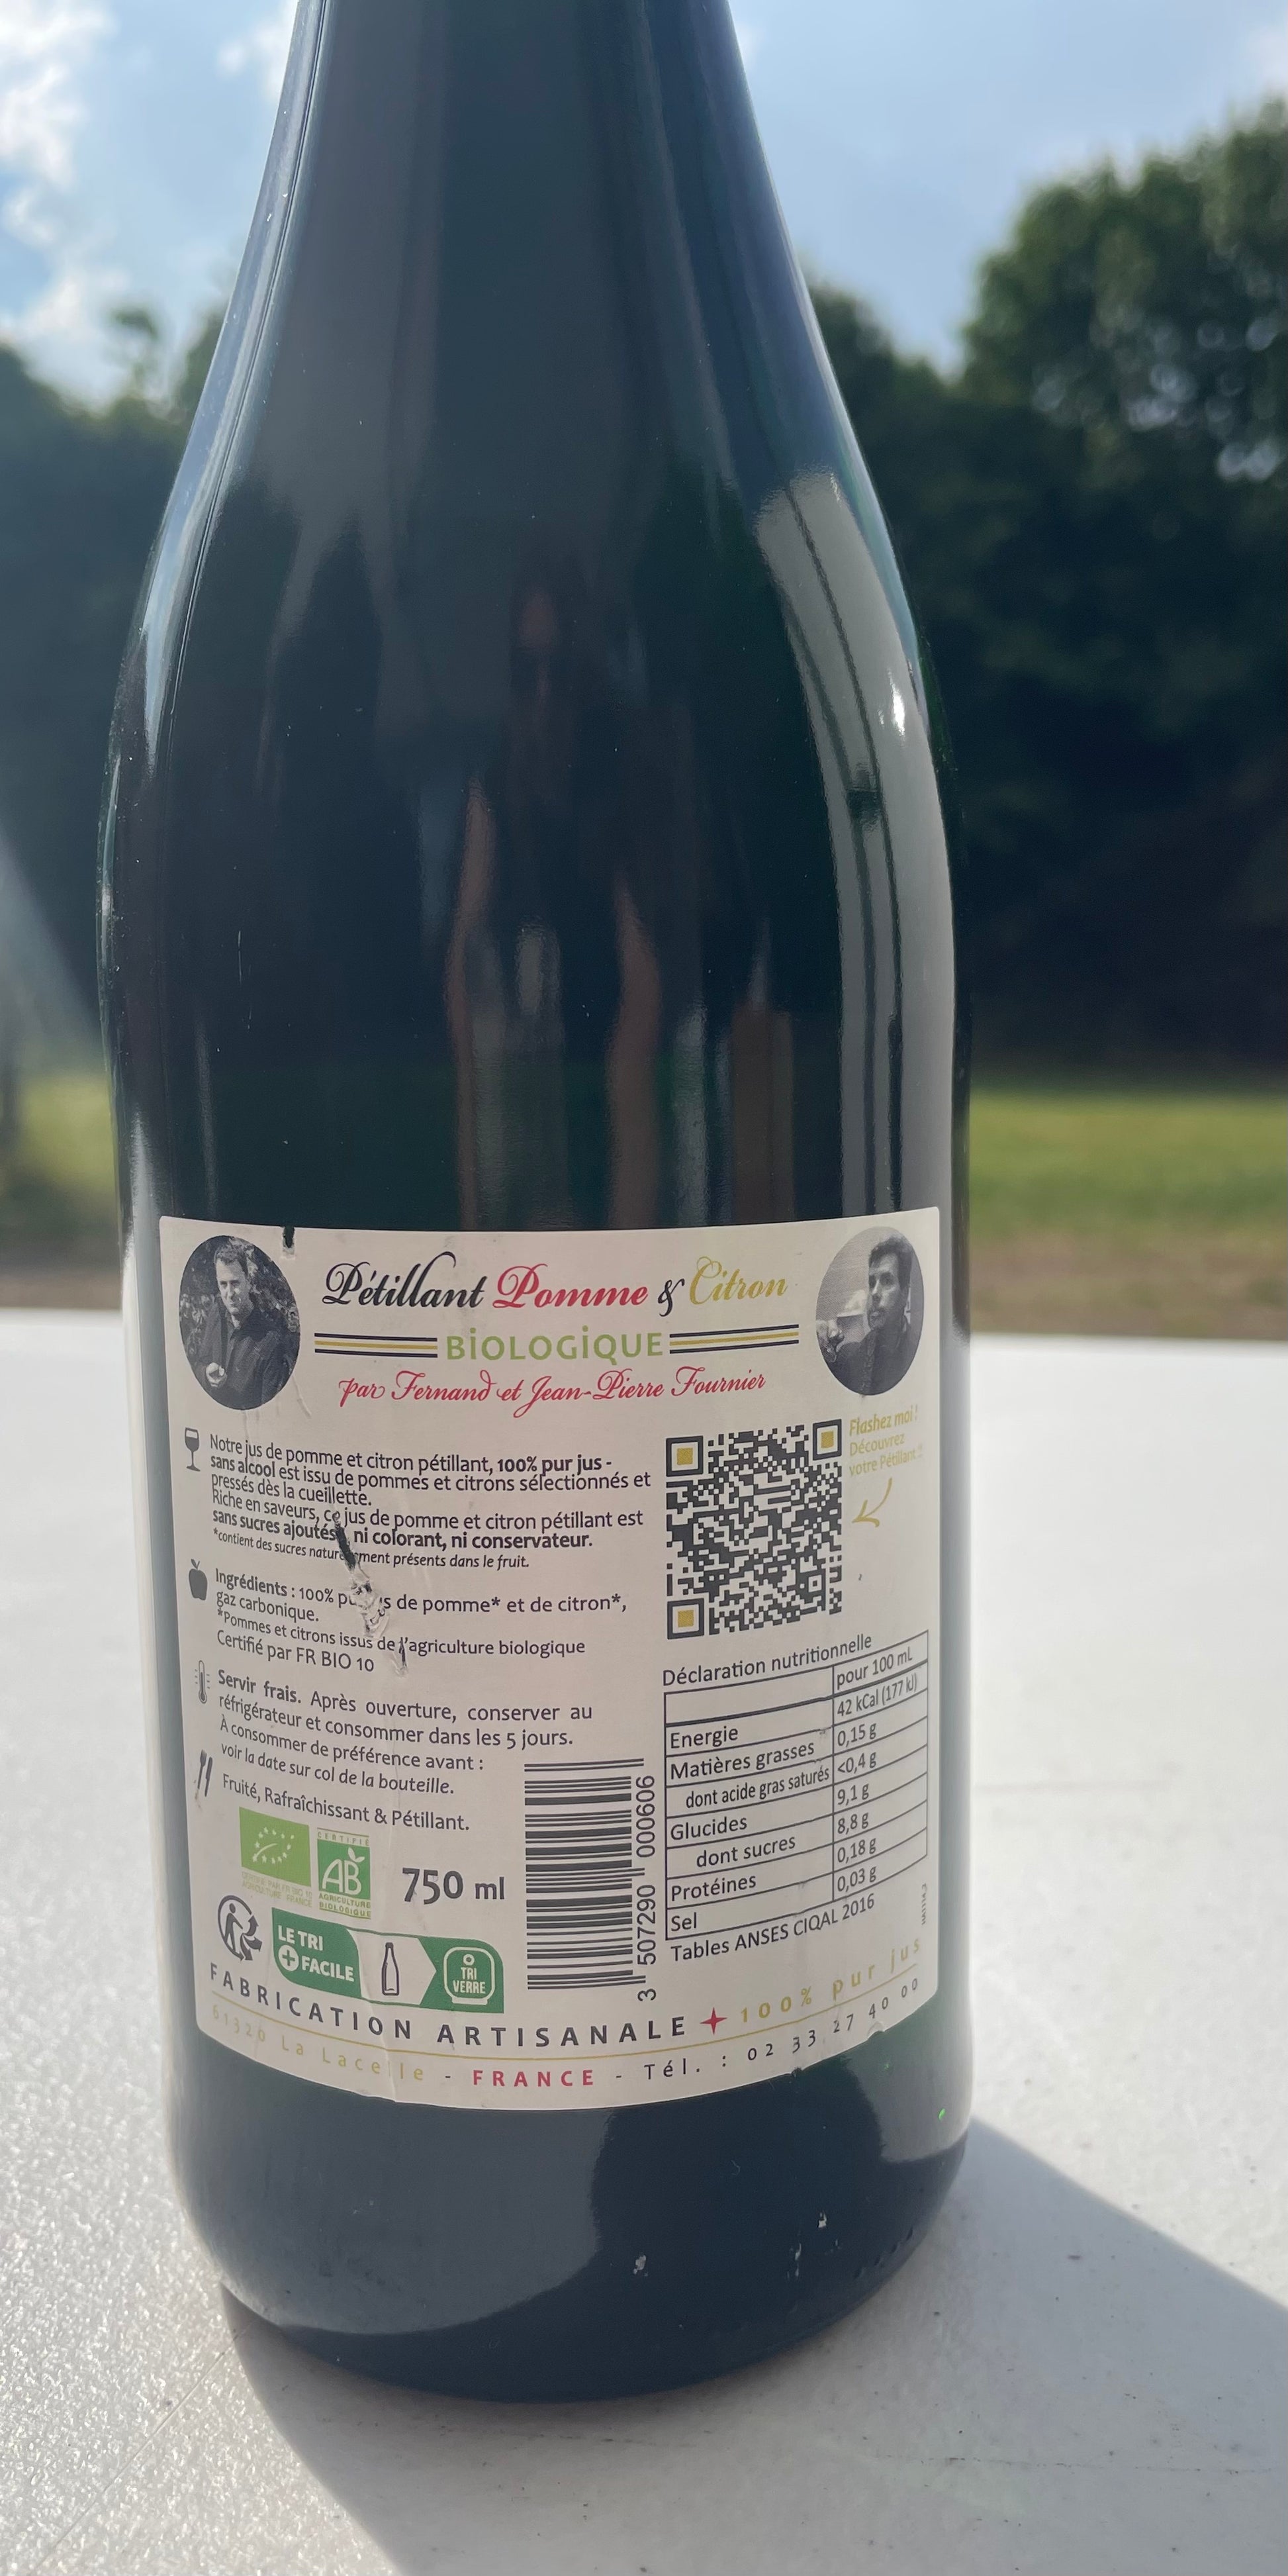 Pétillant Pomme & Citron
BiOLOGiQUE
par Fernand et Jean-Pierre Fournier
Notre jus de pomme et citron pétillant, 100% pur jus -
sans alcool est issu de pommes et citrons sélectionnés et
pressés dès la cueillette.
Riche en saveurs, ce jus de pomme et citron pétillant est
sans sucres ajoutés, ni colorant, ni conservateur.
*contient des sucres naturellement présents dans le fruit.
Ingrédients : 100% pur jus de pomme* et de citron*,
gaz carbonique.
*Pommes et citrons issus de l'agriculture biologique
Certifié par FR BIO 10
Servir frais. Après ouverture, conserver au
réfrigérateur et consommer dans les 5 jours.
À consommer de préférence avant :
voir la date sur col de la bouteille.
Fruité, Rafraîchissant & Pétillant.
CERTIFIÉ
AB
AGRICULTURE
BIOLOGIQUE
750 ml
LE TRI
+ FACILE
TRI
VERRE
3 507290 000606
Flashez moi !
Découvrez
votre Pétillant !
Déclaration nutritionnelle
pour 100 mL
Energie 42 kCal (177 kJ)
Matières grasses 0,15 g
dont acide gras saturés <0,4 g
Glucides 9,1 g
dont sucres 8,8 g
Protéines 0,18 g
Sel 0,03 g
Tables ANSES CIQAL 2016
FABRICATION ARTISANALE 100% pur jus
61320 La Lacelle - FRANCE - Tél. : 02 33 27 40 00